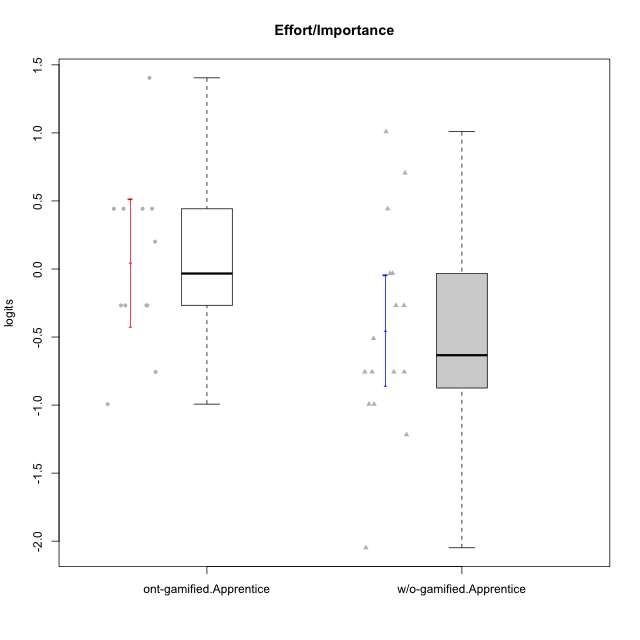 Effort/Importance
logits
1.5
1.0
0.5
0.0
-0.5
-1.0
-1.5
-2.0
ont-gamified.Apprentice
w/o-gamified.Apprentice